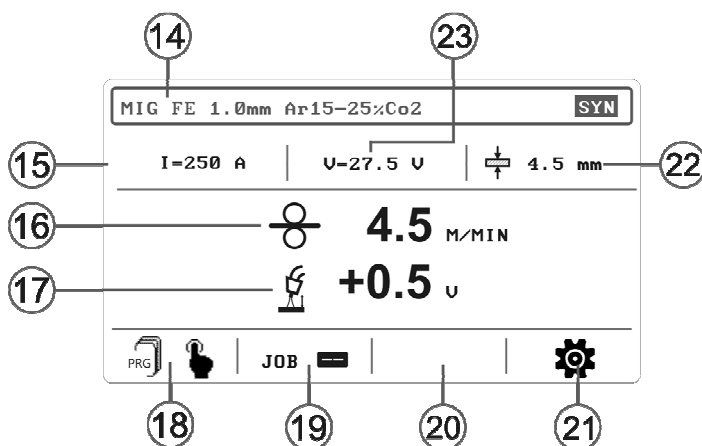 14 23
MIG FE 1.0mm Ar15-25%Co2 SYN
15 I=250 A V=27.5 V 4.5 mm 22
16 4.5 M/MIN
17 +0.5 V
PRG JOB --
18 19 20 21